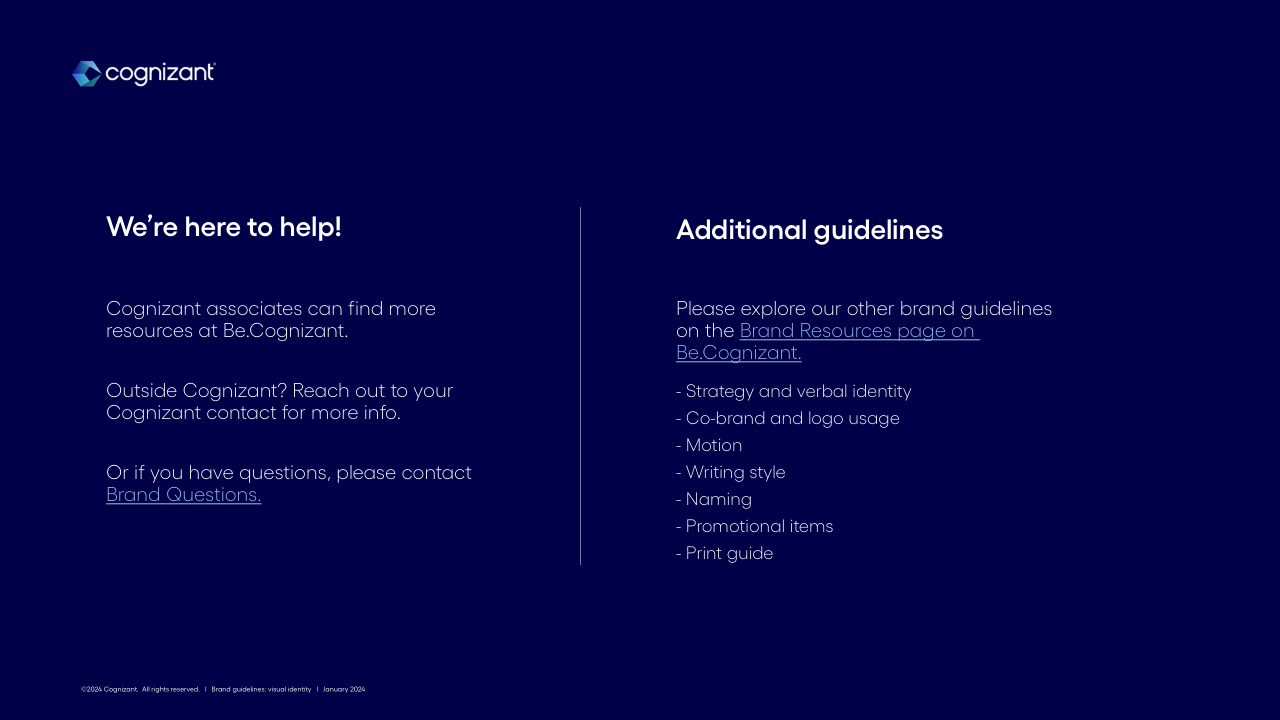 cognizant
We’re here to help!
Cognizant associates can find more
resources at Be.Cognizant.
Outside Cognizant? Reach out to your
Cognizant contact for more info.
Or if you have questions, please contact
Brand Questions.
Additional guidelines
Please explore our other brand guidelines
on the Brand Resources page on
Be.Cognizant.
- Strategy and verbal identity
- Co-brand and logo usage
- Motion
- Writing style
- Naming
- Promotional items
- Print guide
©2024 Cognizant. All rights reserved. | Brand guidelines: visual identity | January 2024